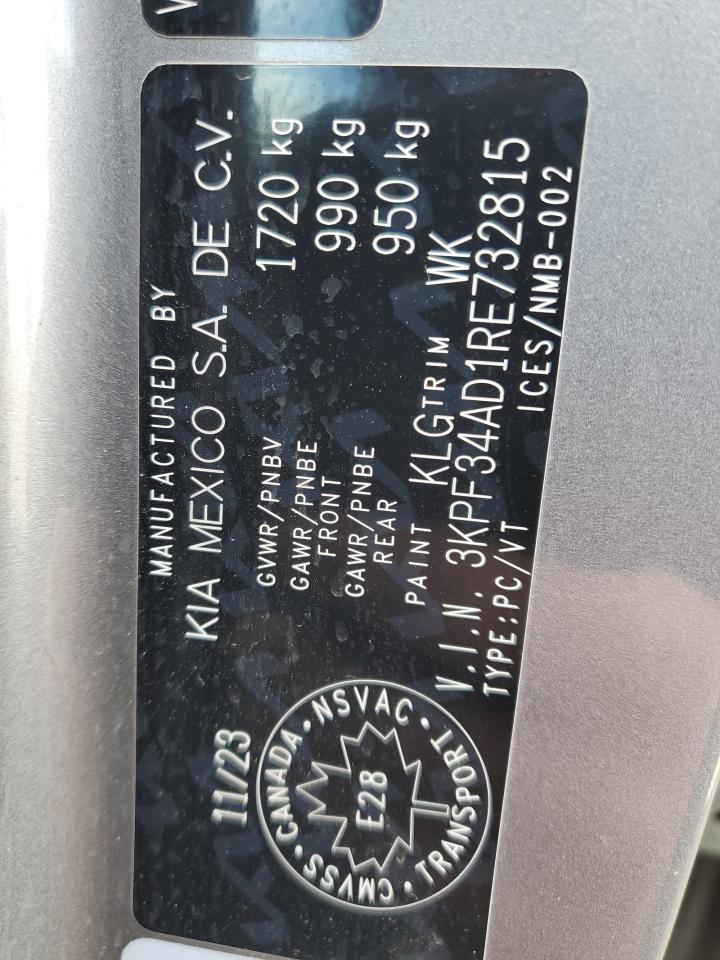 MANUFACTURED BY
KIA MEXICO S.A. DE C.V.
11/23
GVWR/PNBV 1720 kg
GAWR/PNBE FRONT 990 kg
GAWR/PNBE REAR 950 kg
PAINT KLG TRIM WK
V.I.N. 3KPF34AD1RE732815
TYPE:PC/VT ICES/NMB-002
CMVSS · CANADA · NSVAC · TRANSPORT ·
E28